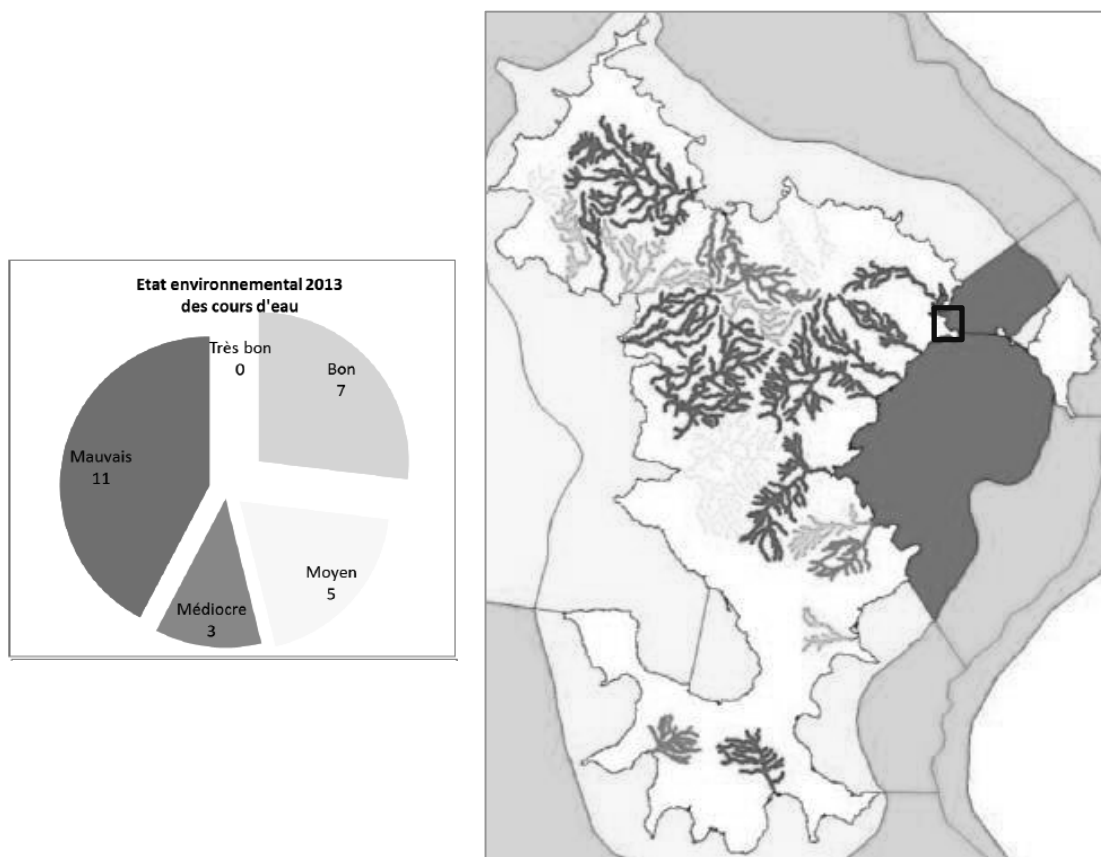 Etat environnemental 2013
des cours d'eau
Très bon
0
Bon
7
Mauvais
11
Moyen
5
Médiocre
3